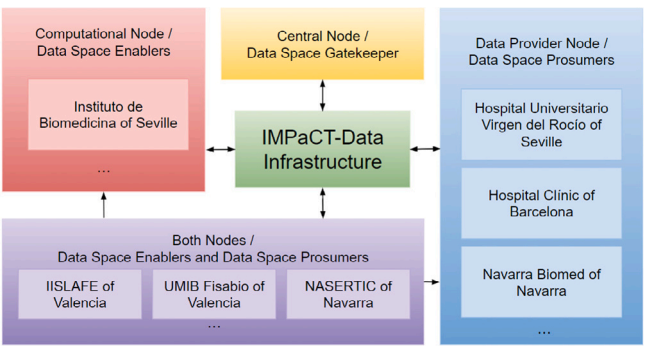 Computational Node /
Data Space Enablers
Instituto de
Biomedicina of Seville
...
Central Node /
Data Space Gatekeeper
IMPaCT-Data
Infrastructure
Data Provider Node /
Data Space Prosumers
Hospital Universitario
Virgen del Rocío of
Seville
Hospital Clínic of
Barcelona
Navarra Biomed of
Navarra
...
Both Nodes /
Data Space Enablers and Data Space Prosumers
IISLAFE of
Valencia
UMIB Fisabio of
Valencia
NASERTIC of
Navarra
...